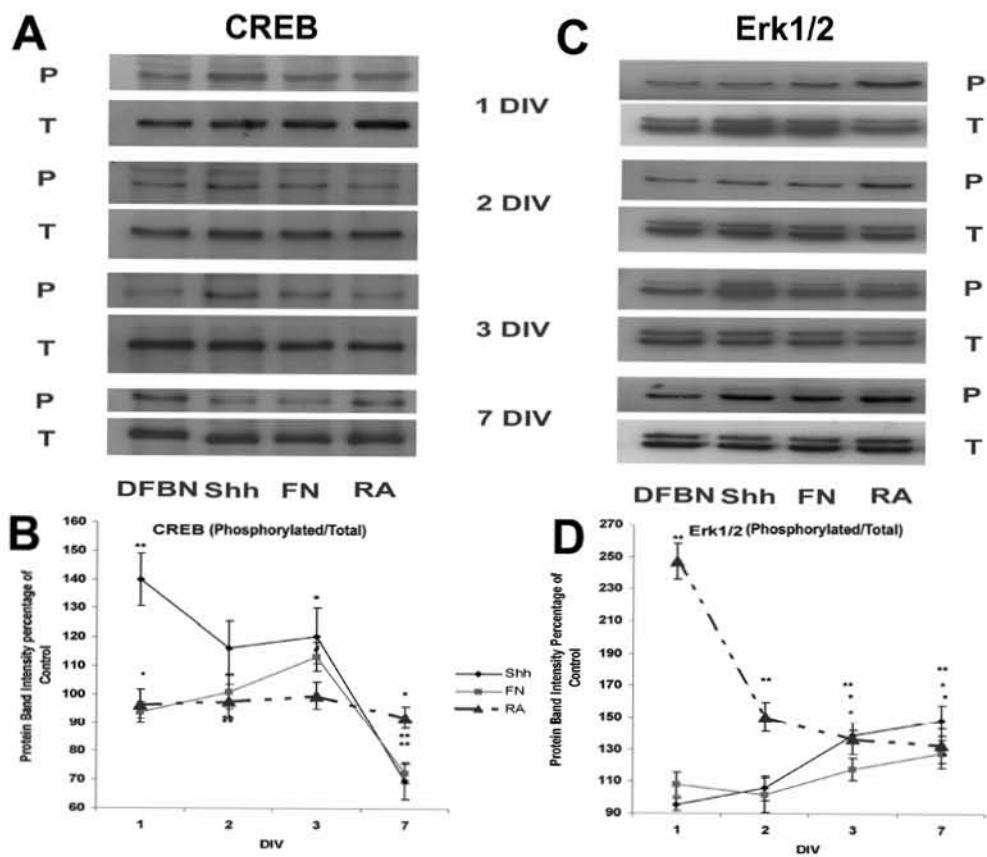 A CREB
C Erk1/2
P P
1 DIV
T T
P P
2 DIV
T T
P P
3 DIV
T T
P P
7 DIV
T T
DFBN Shh FN RA
DFBN Shh FN RA
B CREB (Phosphorylated/Total)
Protein Band Intensity percentage of Control
160
150
140
130
120
110
100
90
80
70
60
** * * ** * ** **
1 2 3 7
DIV
Shh
FN
RA
D Erk1/2 (Phosphorylated/Total)
Protein Band Intensity Percentage of Control
270
250
230
210
190
170
150
130
110
90
** ** ** * * ** * *
1 2 3 7
DIV